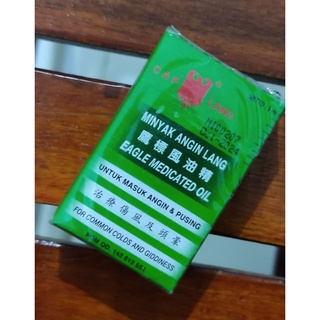 CAP LANG
MINYAK ANGIN LANG
鷹標風油精
EAGLE MEDICATED OIL
UNTUK MASUK ANGIN & PUSING
治療傷風及頭暈
FOR COMMON COLDS AND GIDDINESS